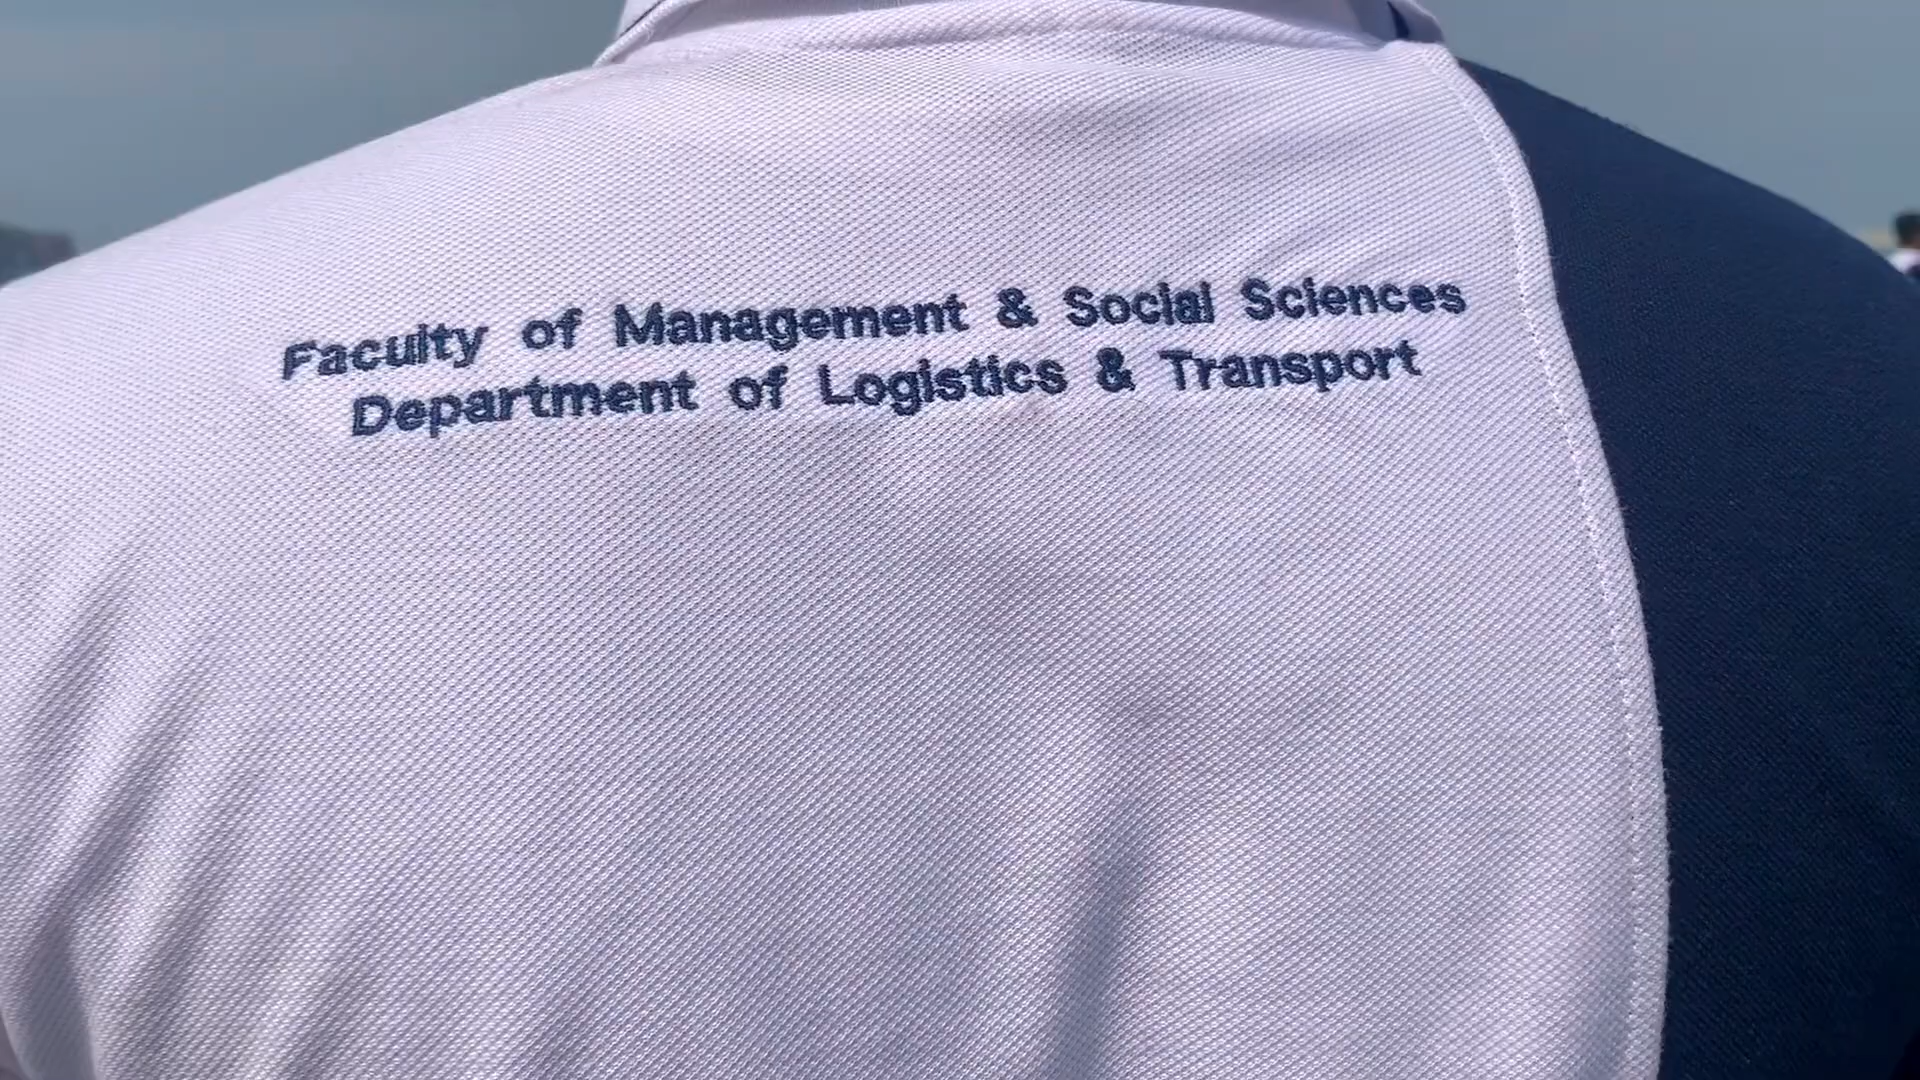 Faculty of Management & Social Sciences
Department of Logistics & Transport